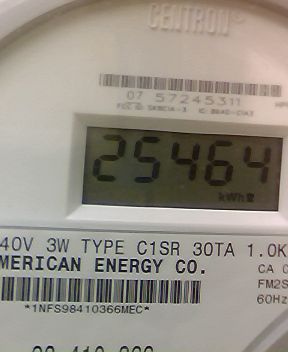 CENTRON®
07 57245311
25464
kWh
40V 3W TYPE C1SR 30TA 1.0K
MERICAN ENERGY CO.
CA 0
FM2S
60Hz
*1NFS98410366MEC*